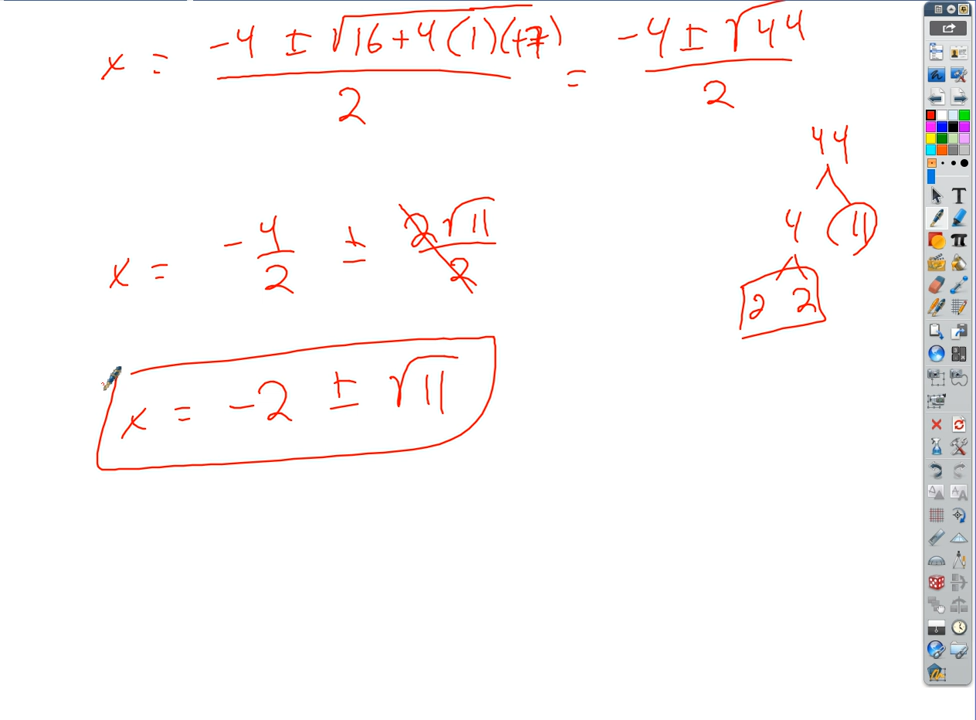 x = (-4 ± √(16 + 4(1)(+7)))/2 = (-4 ± √44)/2
44
4 11
2 2
x = -4/2 ± 2√11/2
x = -2 ± √11